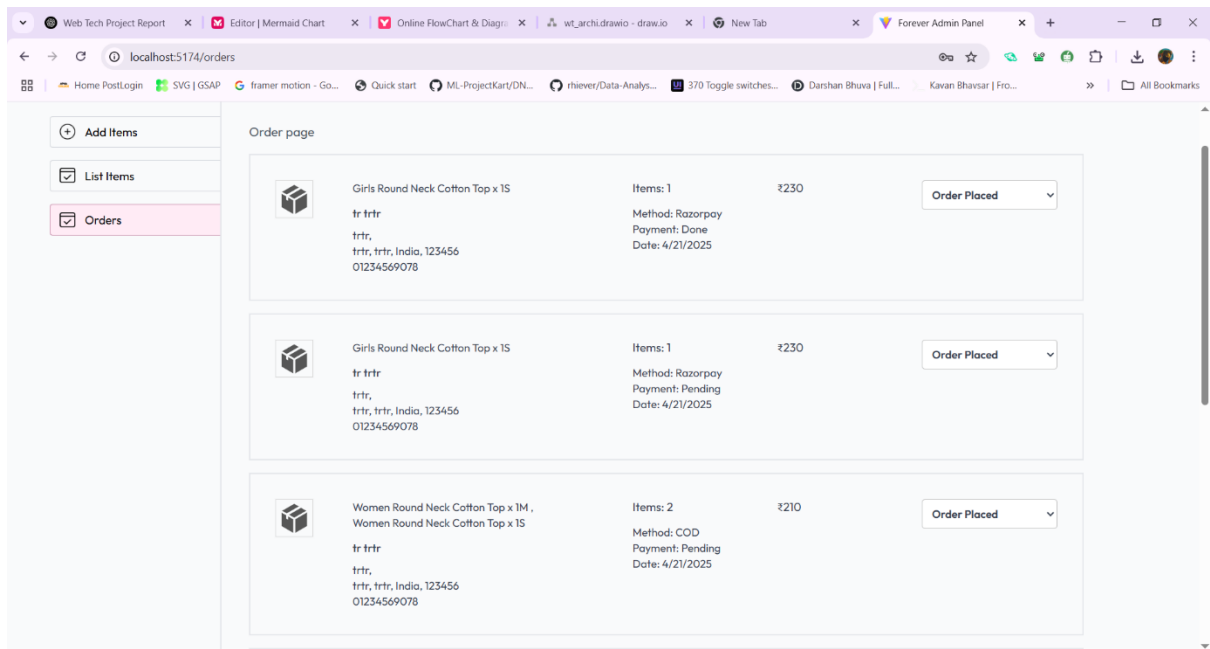 Web Tech Project Report
Editor | Mermaid Chart
Online FlowChart & Diagra
wt_archi.drawio - draw.io
New Tab
Forever Admin Panel
localhost:5174/orders
Home PostLogin
SVG | GSAP
framer motion - Go...
Quick start
ML-ProjectKart/DN...
rhiever/Data-Analys...
370 Toggle switches...
Darshan Bhuva | Full...
Kavan Bhavsar | Fro...
»
All Bookmarks
Add Items
List Items
Orders
Order page
Girls Round Neck Cotton Top x 1S
tr trtr
trtr,
trtr, trtr, India, 123456
01234569078
Items: 1
Method: Razorpay
Payment: Done
Date: 4/21/2025
₹230
Order Placed
Girls Round Neck Cotton Top x 1S
tr trtr
trtr,
trtr, trtr, India, 123456
01234569078
Items: 1
Method: Razorpay
Payment: Pending
Date: 4/21/2025
₹230
Order Placed
Women Round Neck Cotton Top x 1M ,
Women Round Neck Cotton Top x 1S
tr trtr
trtr,
trtr, trtr, India, 123456
01234569078
Items: 2
Method: COD
Payment: Pending
Date: 4/21/2025
₹210
Order Placed